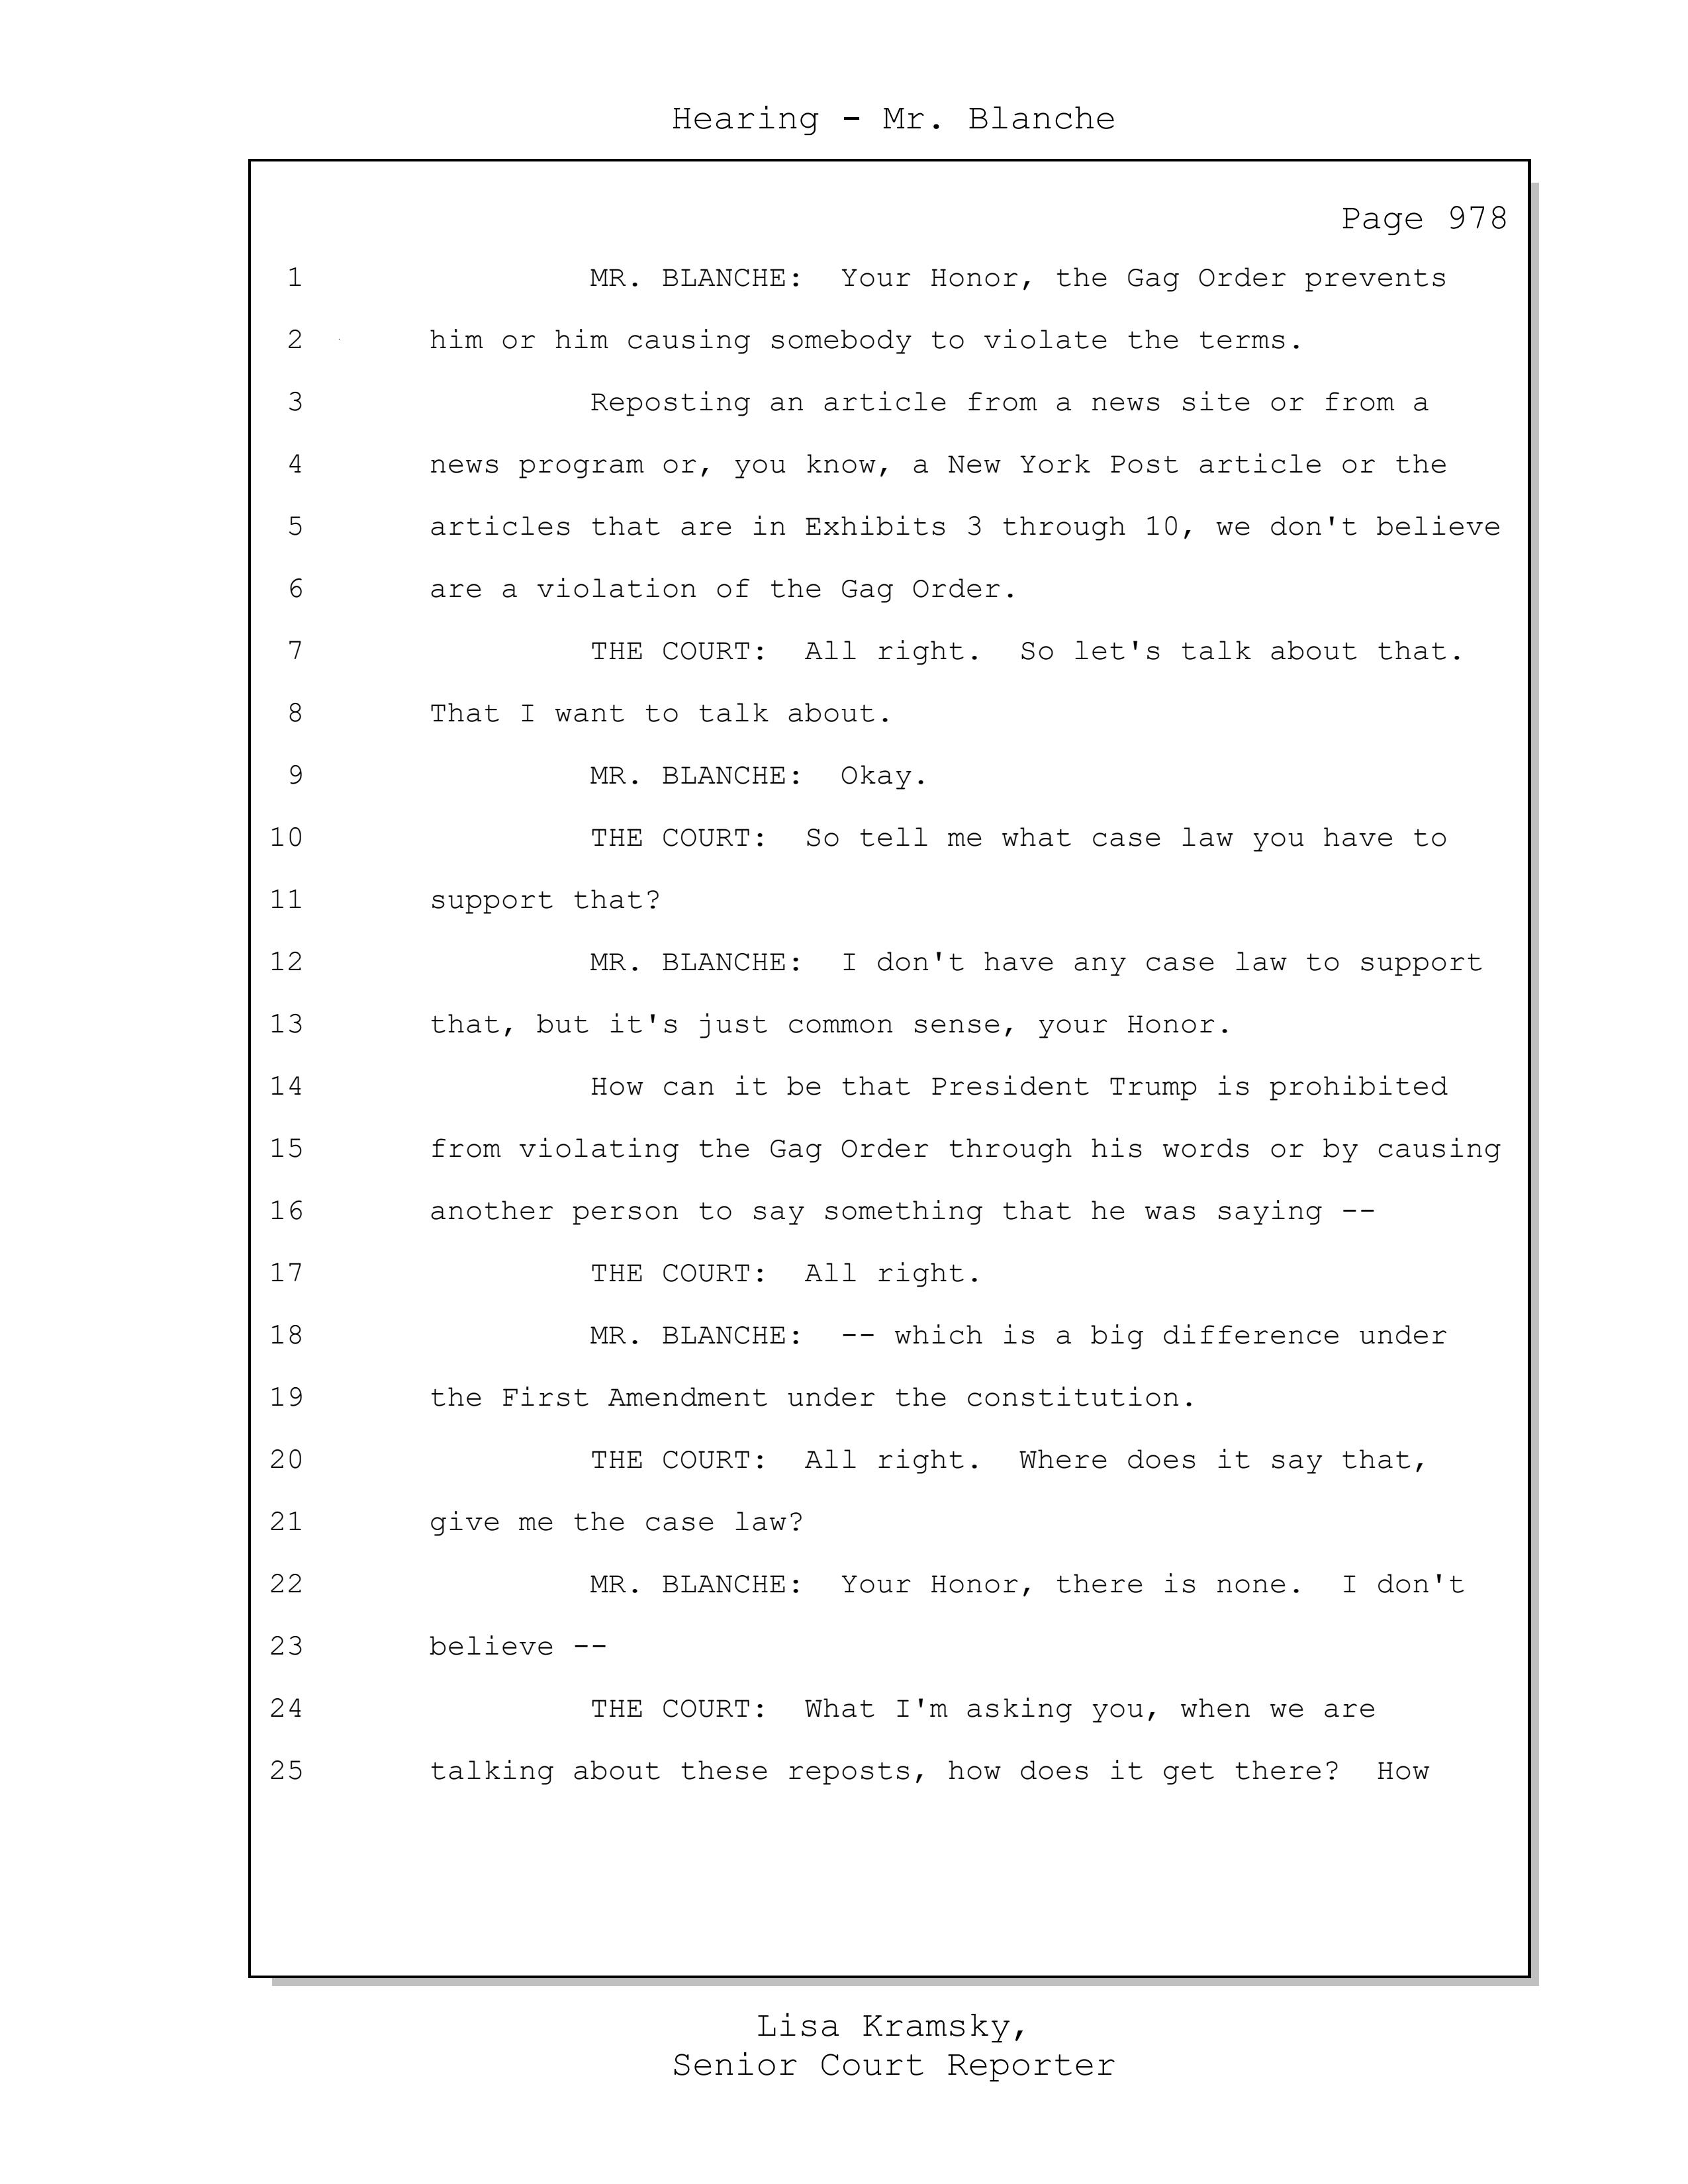 Hearing - Mr. Blanche
Page 978
1 MR. BLANCHE: Your Honor, the Gag Order prevents
2 him or him causing somebody to violate the terms.
3 Reposting an article from a news site or from a
4 news program or, you know, a New York Post article or the
5 articles that are in Exhibits 3 through 10, we don't believe
6 are a violation of the Gag Order.
7 THE COURT: All right. So let's talk about that.
8 That I want to talk about.
9 MR. BLANCHE: Okay.
10 THE COURT: So tell me what case law you have to
11 support that?
12 MR. BLANCHE: I don't have any case law to support
13 that, but it's just common sense, your Honor.
14 How can it be that President Trump is prohibited
15 from violating the Gag Order through his words or by causing
16 another person to say something that he was saying --
17 THE COURT: All right.
18 MR. BLANCHE: -- which is a big difference under
19 the First Amendment under the constitution.
20 THE COURT: All right. Where does it say that,
21 give me the case law?
22 MR. BLANCHE: Your Honor, there is none. I don't
23 believe --
24 THE COURT: What I'm asking you, when we are
25 talking about these reposts, how does it get there? How
Lisa Kramsky,
Senior Court Reporter